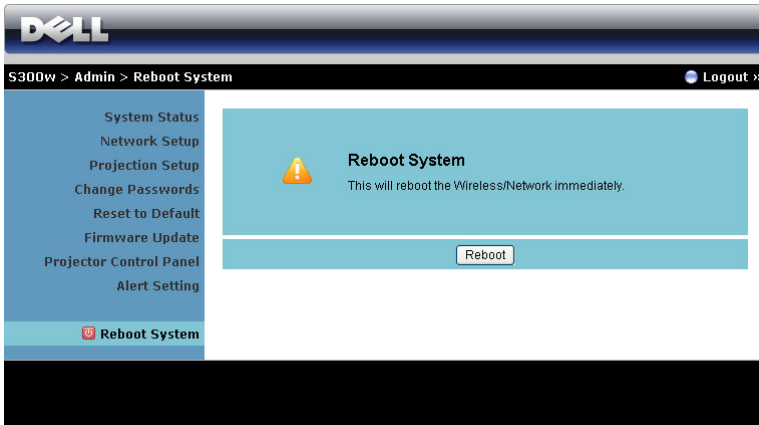 DELL
S300w > Admin > Reboot System
Logout »
System Status
Network Setup
Projection Setup
Change Passwords
Reset to Default
Firmware Update
Projector Control Panel
Alert Setting
Reboot System
Reboot System
This will reboot the Wireless/Network immediately.
Reboot